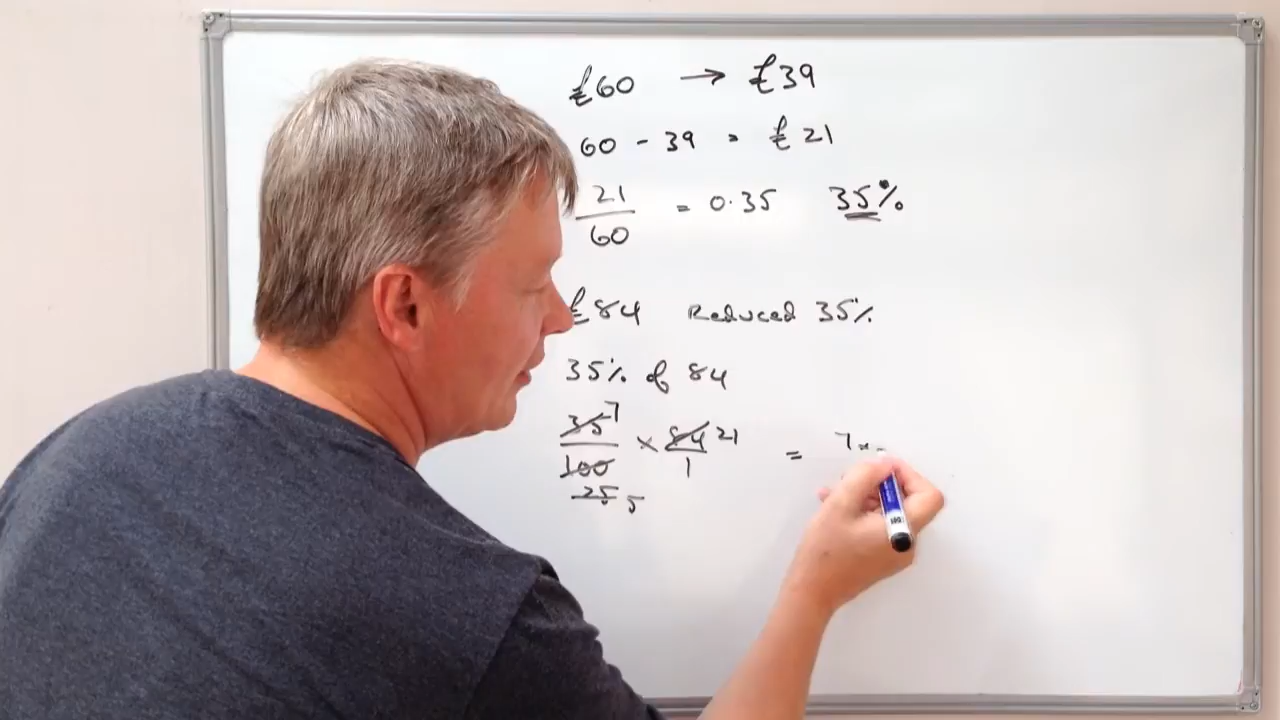 £60 → £39
60 - 39 = £21
21/60 = 0.35 35%
£84 Reduced 35%
35% of 84
35 7 / 100 25 5 × 84 21 / 1 = 7 ×